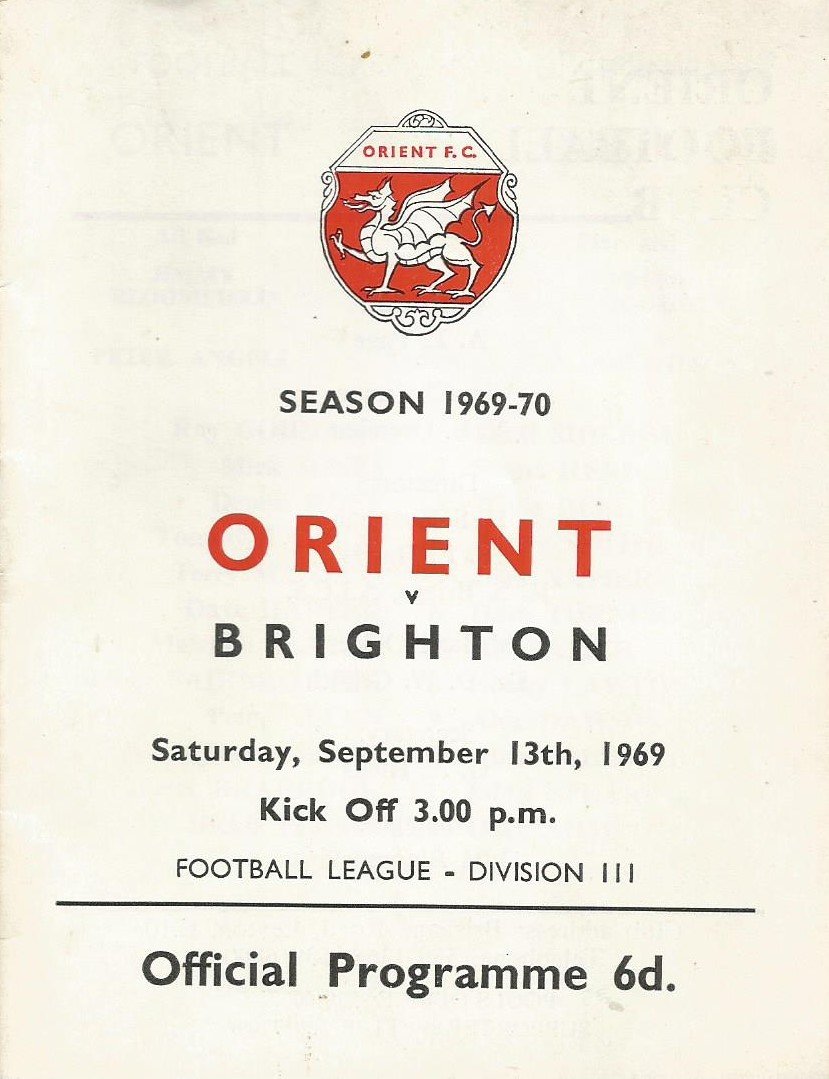 ORIENT F.C.
SEASON 1969-70
ORIENT
v
BRIGHTON
Saturday, September 13th, 1969
Kick Off 3.00 p.m.
FOOTBALL LEAGUE - DIVISION III
Official Programme 6d.